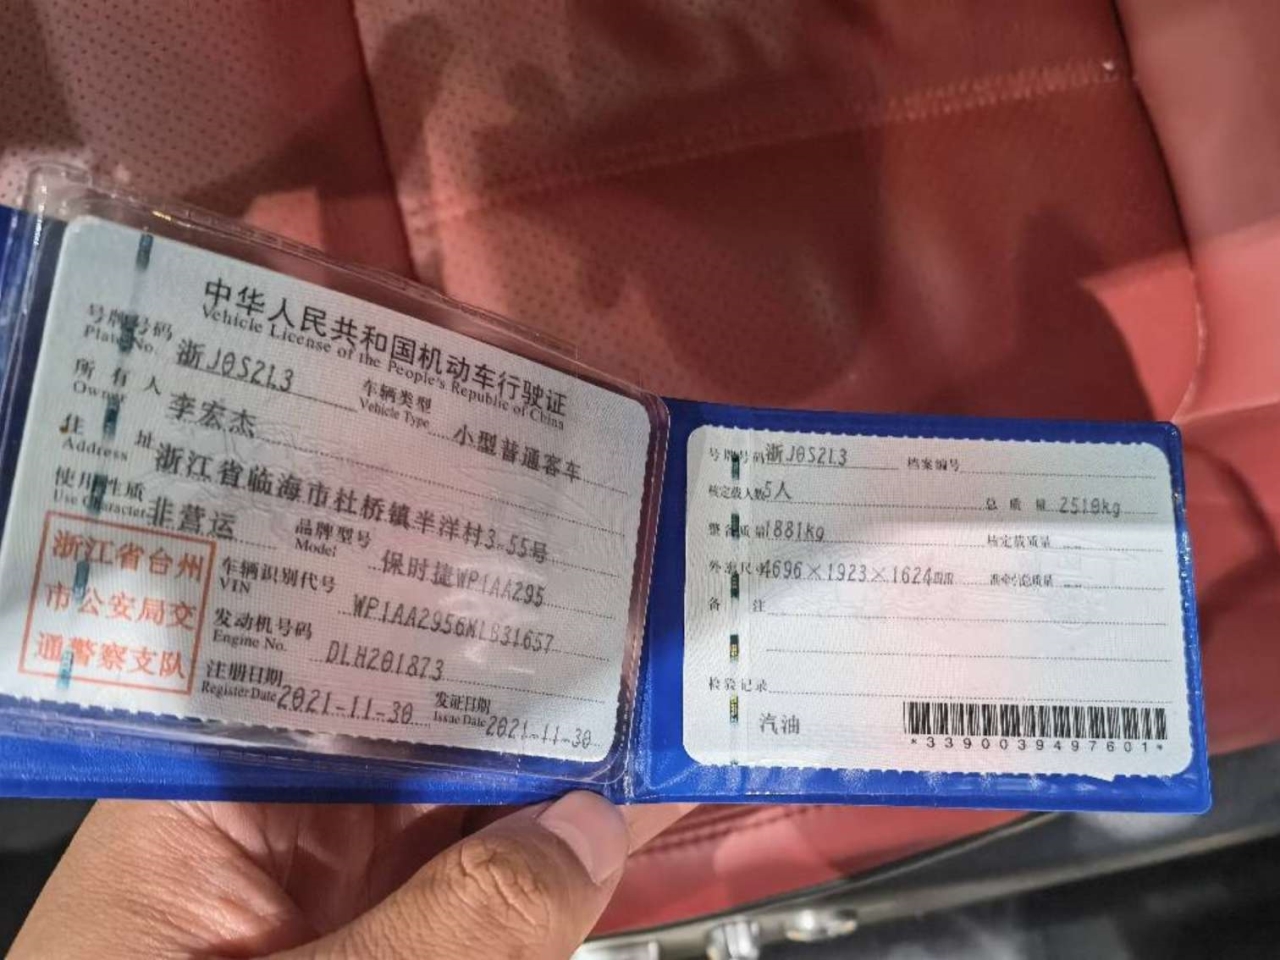 中华人民共和国机动车行驶证
Vehicle License of the People's Republic of China
号牌号码 浙J0S2L3 车辆类型 小型普通客车
Plate No. Vehicle Type
所有人 李宏杰
Owner
住址 浙江省临海市杜桥镇半洋村3-55号
Address
使用性质 非营运 品牌型号 保时捷WP1AA295
Use Character Model
浙江省台州
市公安局交
通警察支队
车辆识别代号 WP1AA2956MLB31657
VIN
发动机号码 DLH201873
Engine No.
注册日期 2021-11-30 发证日期 2021-11-30
Register Date Issue Date
号牌号码 浙J0S2L3 档案编号
核定载人数 5人 总质量 2510kg
整备质量 1881kg 核定载质量
外廓尺寸 4696×1923×1624mm 准牵引总质量
备注
检验记录
汽油
*3390039497601*